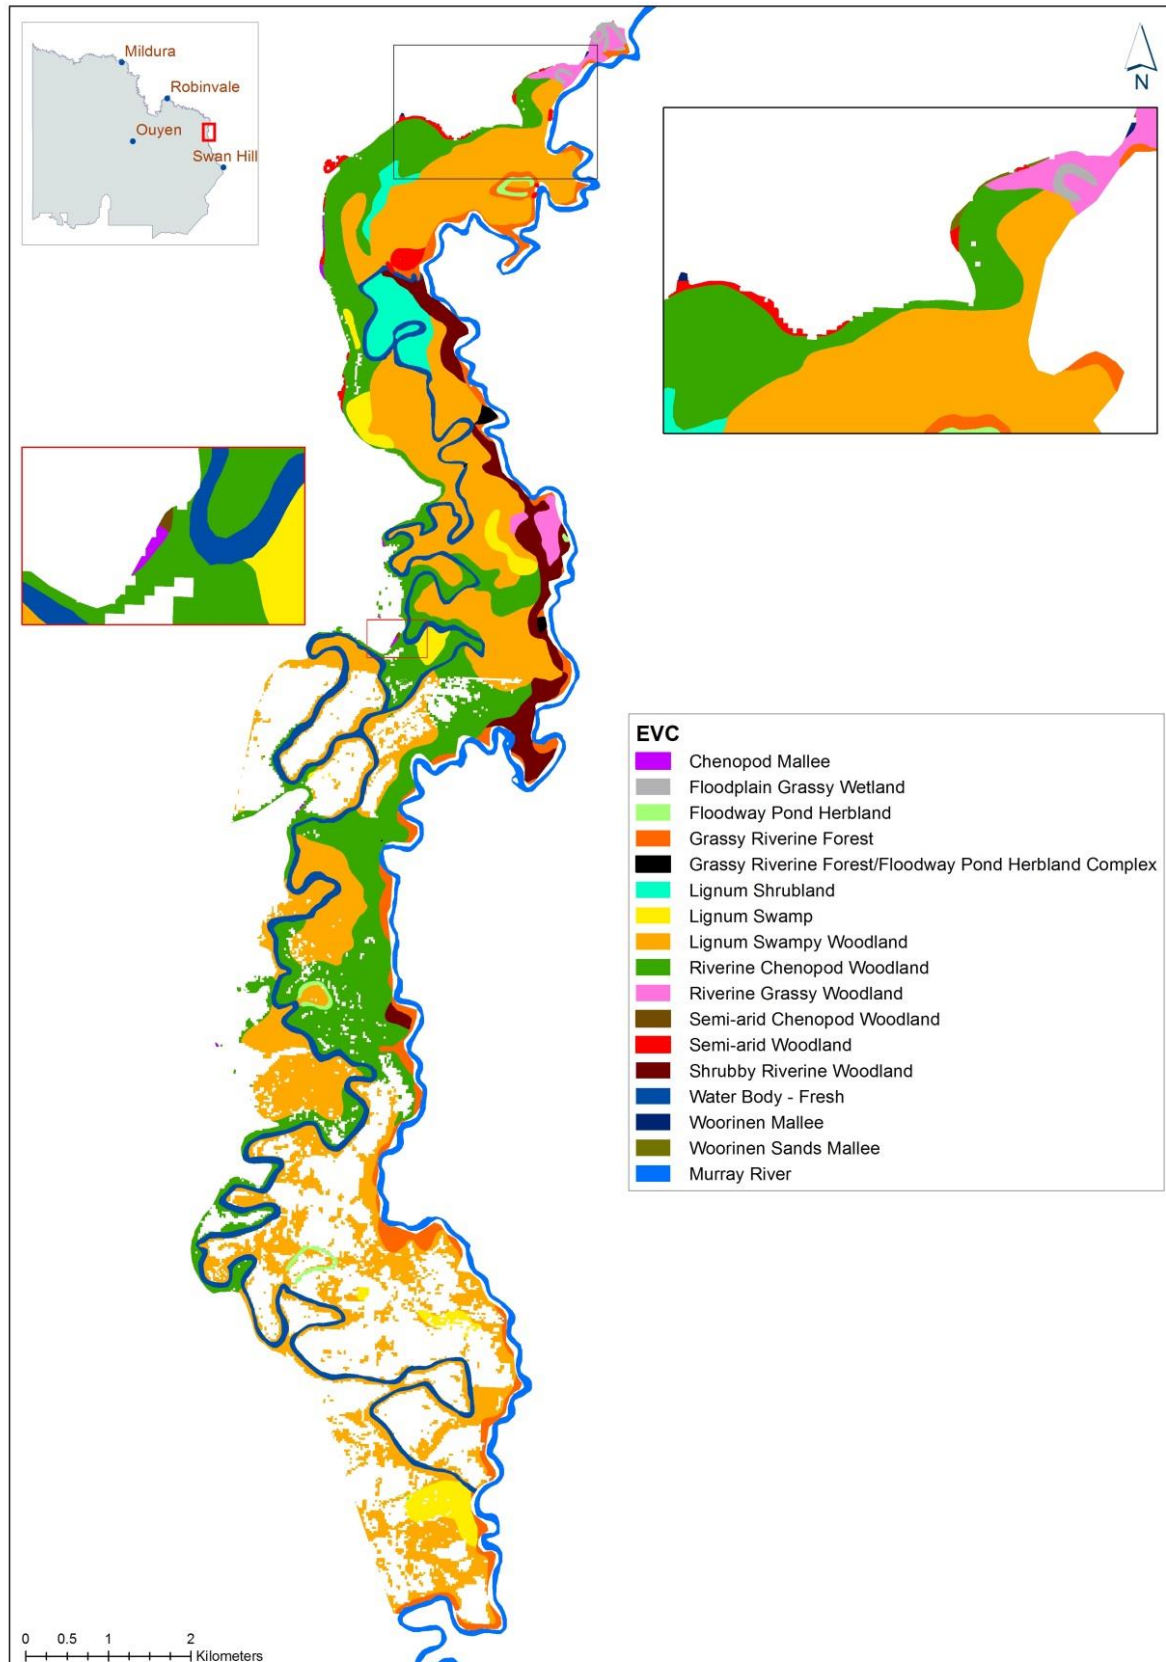 Mildura
Robinvale
Ouyen
Swan Hill
N
EVC
Chenopod Mallee
Floodplain Grassy Wetland
Floodway Pond Herbland
Grassy Riverine Forest
Grassy Riverine Forest/Floodway Pond Herbland Complex
Lignum Shrubland
Lignum Swamp
Lignum Swampy Woodland
Riverine Chenopod Woodland
Riverine Grassy Woodland
Semi-arid Chenopod Woodland
Semi-arid Woodland
Shrubby Riverine Woodland
Water Body - Fresh
Woorinen Mallee
Woorinen Sands Mallee
Murray River
0 0.5 1 2
Kilometers